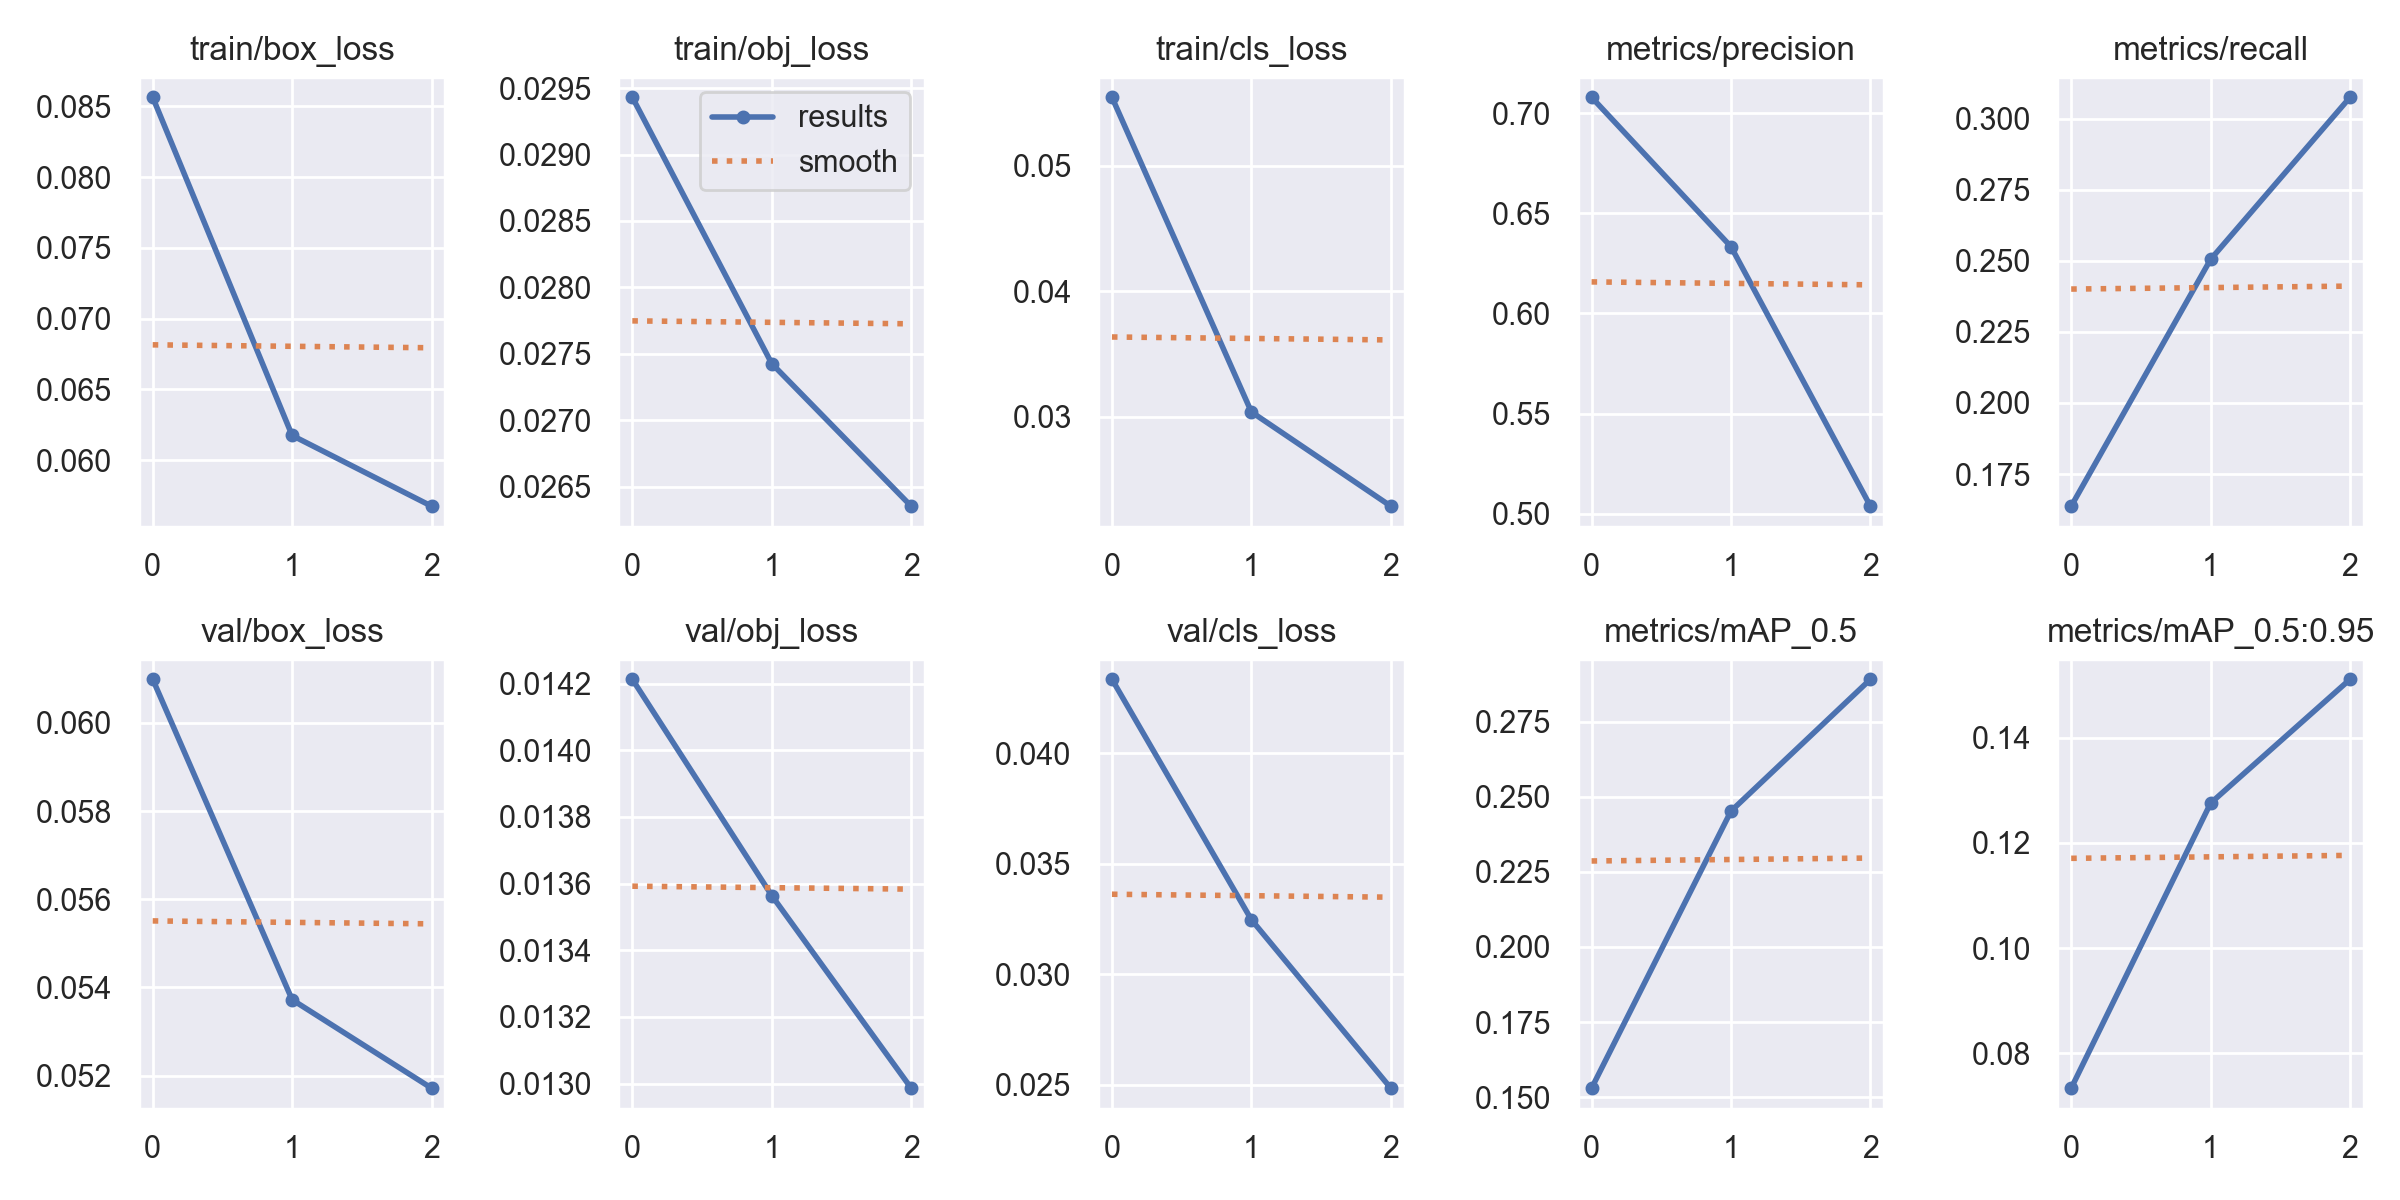 train/box_loss
0.085
0.080
0.075
0.070
0.065
0.060
0 1 2
train/obj_loss
results
smooth
0.0295
0.0290
0.0285
0.0280
0.0275
0.0270
0.0265
0 1 2
train/cls_loss
0.05
0.04
0.03
0 1 2
metrics/precision
0.70
0.65
0.60
0.55
0.50
0 1 2
metrics/recall
0.300
0.275
0.250
0.225
0.200
0.175
0 1 2
val/box_loss
0.060
0.058
0.056
0.054
0.052
0 1 2
val/obj_loss
0.0142
0.0140
0.0138
0.0136
0.0134
0.0132
0.0130
0 1 2
val/cls_loss
0.040
0.035
0.030
0.025
0 1 2
metrics/mAP_0.5
0.275
0.250
0.225
0.200
0.175
0.150
0 1 2
metrics/mAP_0.5:0.95
0.14
0.12
0.10
0.08
0 1 2